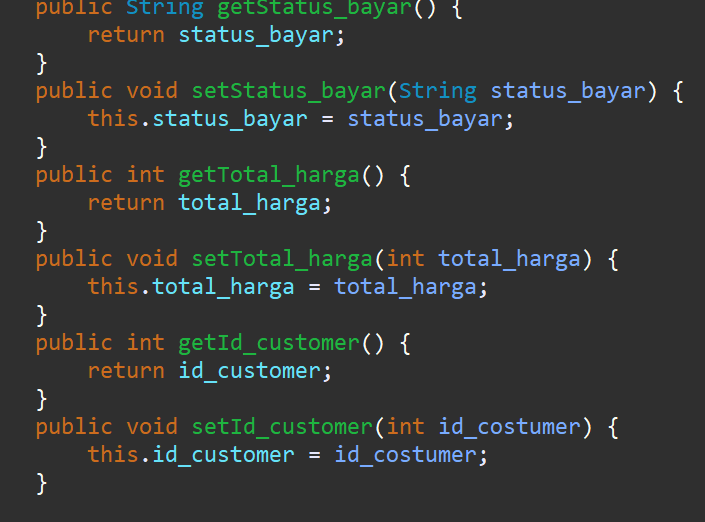 public String getStatus_bayar() {
return status_bayar;
}
public void setStatus_bayar(String status_bayar) {
this.status_bayar = status_bayar;
}
public int getTotal_harga() {
return total_harga;
}
public void setTotal_harga(int total_harga) {
this.total_harga = total_harga;
}
public int getId_customer() {
return id_customer;
}
public void setId_customer(int id_costumer) {
this.id_customer = id_costumer;
}